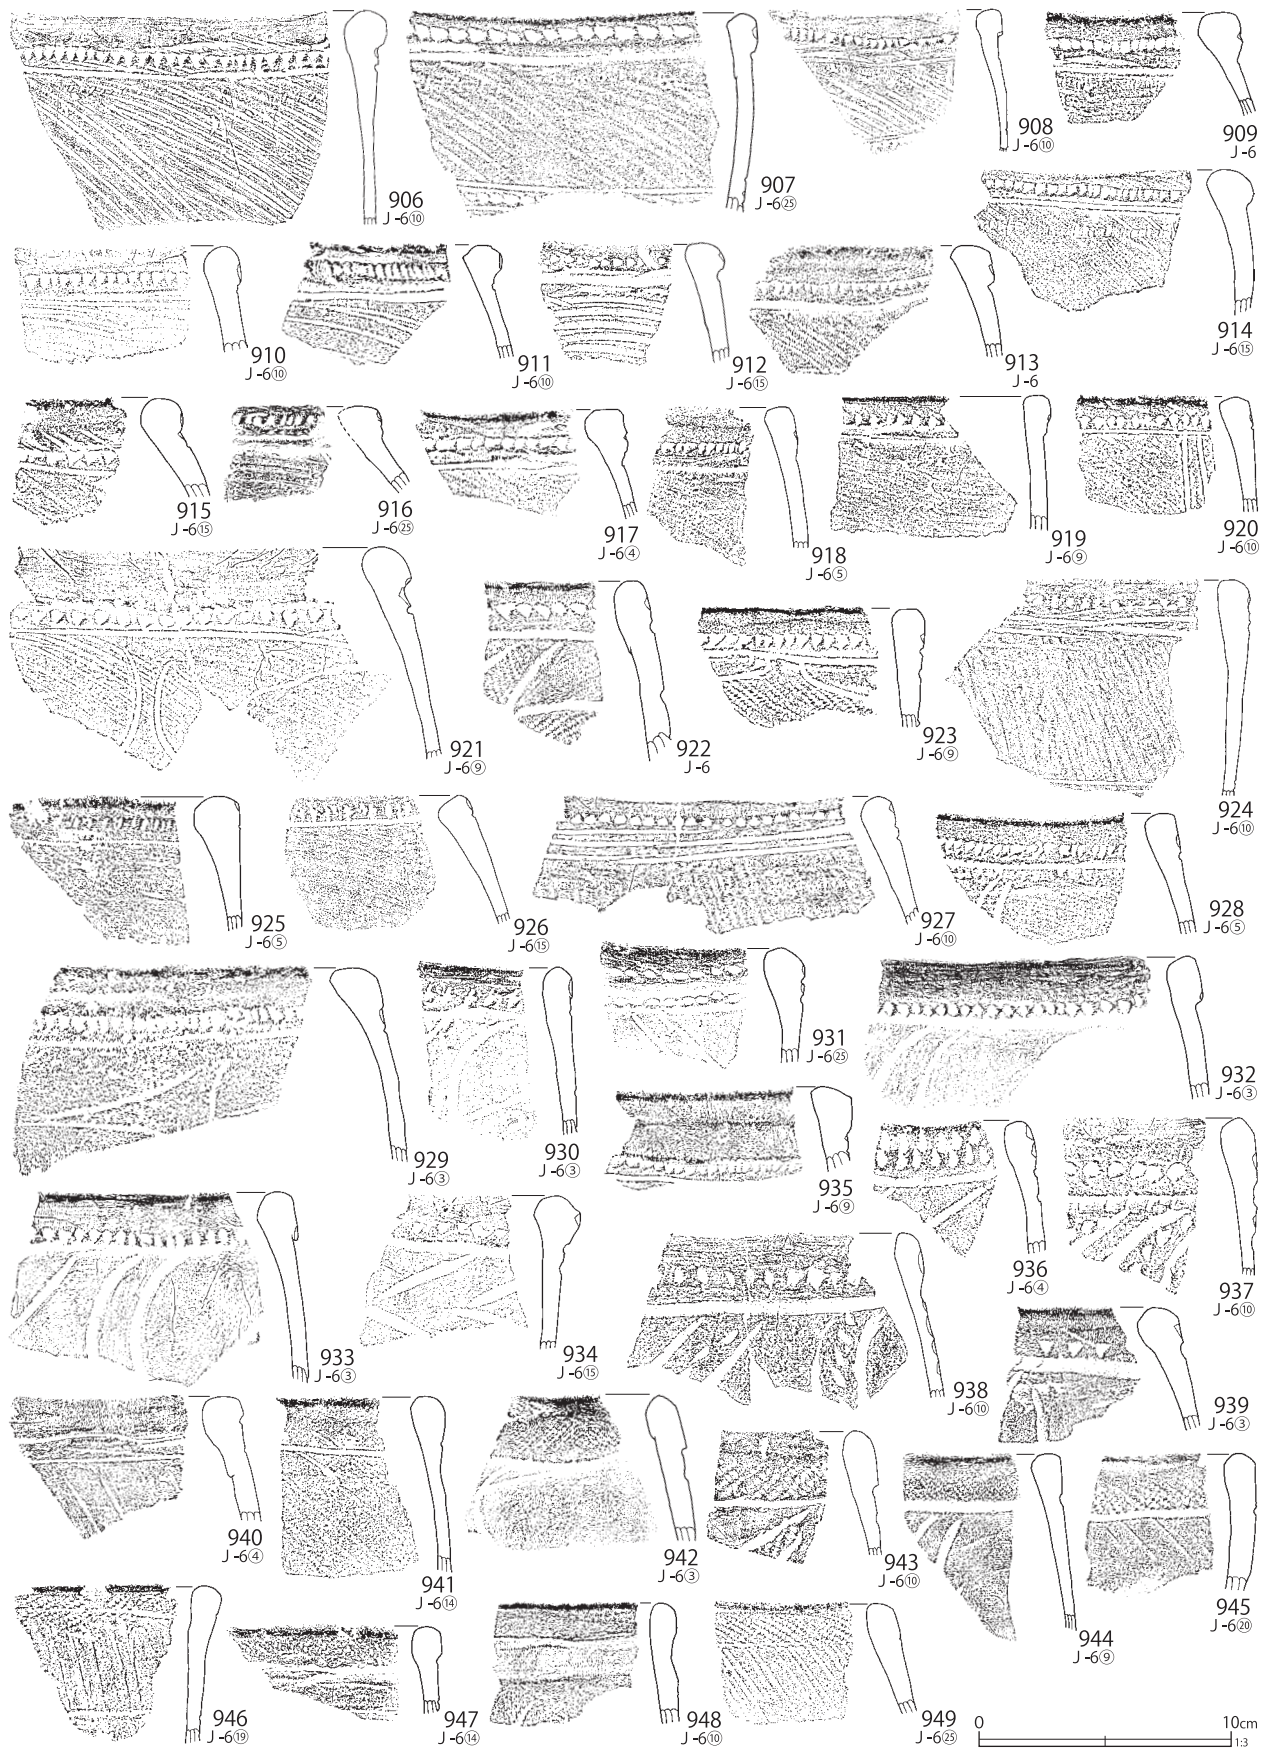 906
J-6⑩
907
J-6㉕
908
J-6⑩
909
J-6
910
J-6⑩
911
J-6⑩
912
J-6⑮
913
J-6
914
J-6⑮
915
J-6⑮
916
J-6㉕
917
J-6④
918
J-6⑤
919
J-6⑨
920
J-6⑩
921
J-6⑨
922
J-6
923
J-6⑨
924
J-6⑩
925
J-6⑤
926
J-6⑮
927
J-6⑩
928
J-6⑤
929
J-6③
930
J-6③
931
J-6㉕
932
J-6③
933
J-6③
934
J-6⑮
935
J-6⑨
936
J-6④
937
J-6⑩
938
J-6⑩
939
J-6③
940
J-6④
941
J-6⑭
942
J-6③
943
J-6⑩
944
J-6⑨
945
J-6⑳
946
J-6⑲
947
J-6⑭
948
J-6⑩
949
J-6㉕
0 10cm
1:3